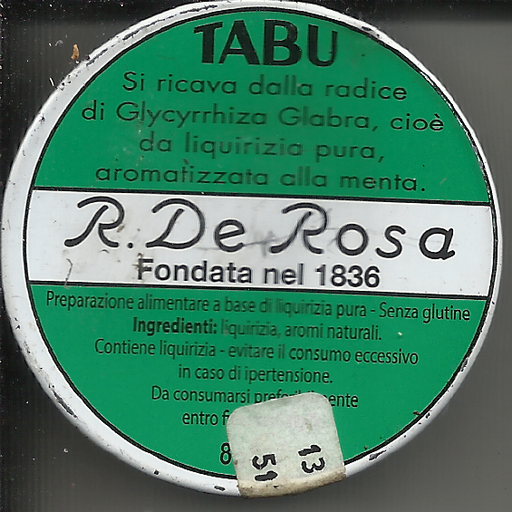 TABU
Si ricava dalla radice
di Glycyrrhiza Glabra, cioè
da liquirizia pura,
aromatizzata alla menta.
R. De Rosa
Fondata nel 1836
Preparazione alimentare a base di liquirizia pura - Senza glutine
Ingredienti: liquirizia, aromi naturali.
Contiene liquirizia - evitare il consumo eccessivo
in caso di ipertensione.
Da consumarsi
entro
8
13
51